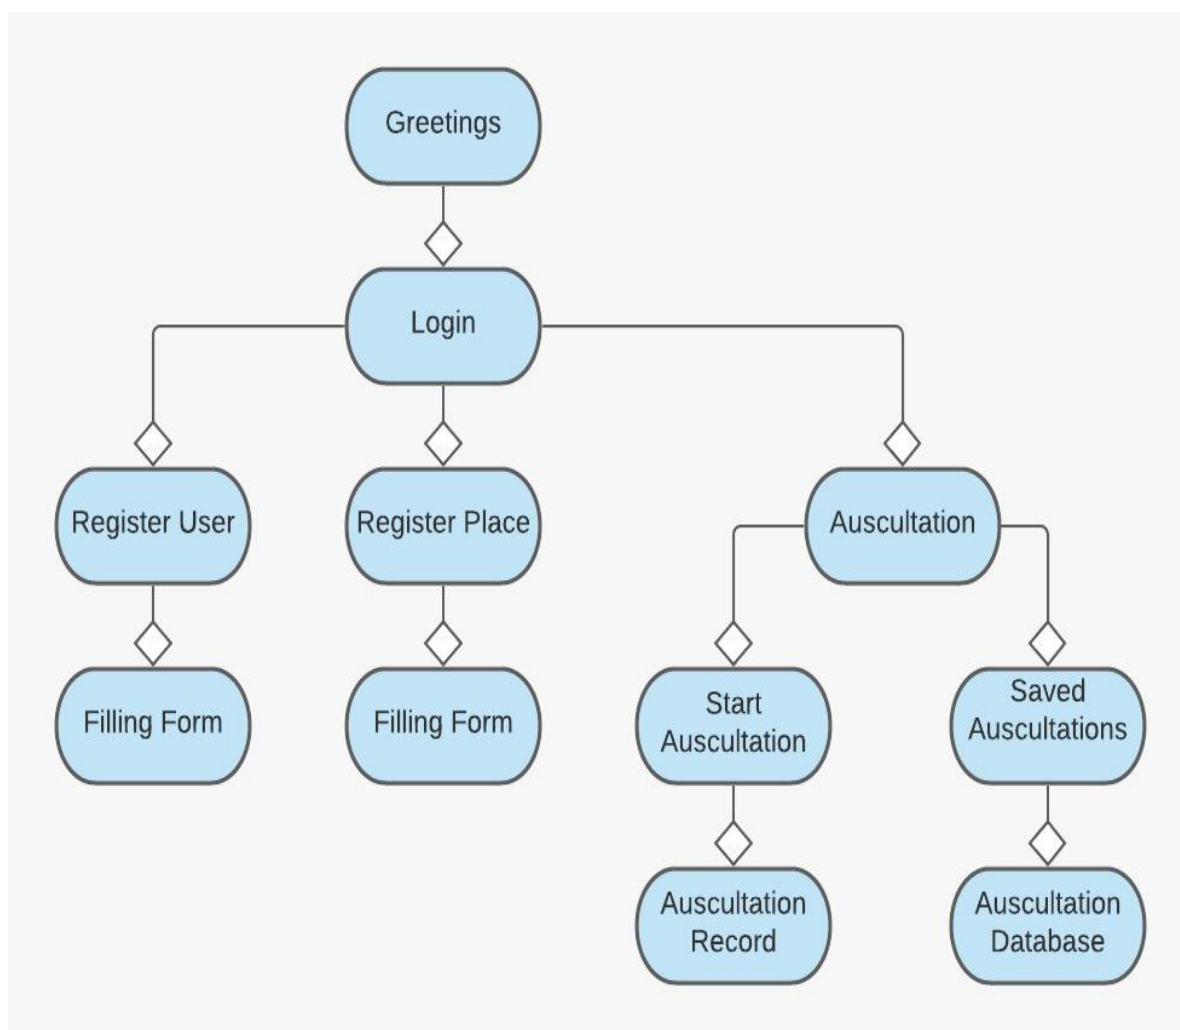 Greetings
Login
Register User
Register Place
Auscultation
Filling Form
Filling Form
Start
Auscultation
Saved
Auscultations
Auscultation
Record
Auscultation
Database